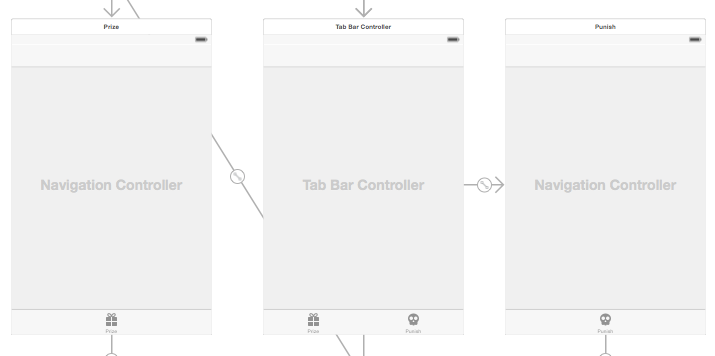 Prize
Tab Bar Controller
Punish
Navigation Controller
Tab Bar Controller
Navigation Controller
Prize
Prize
Punish
Punish